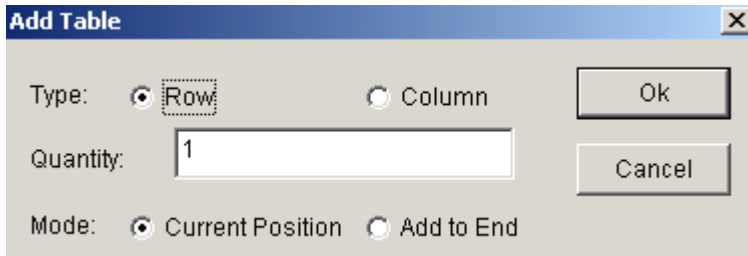 Add Table
Type: Row Column Ok
Quantity: 1
Cancel
Mode: Current Position Add to End